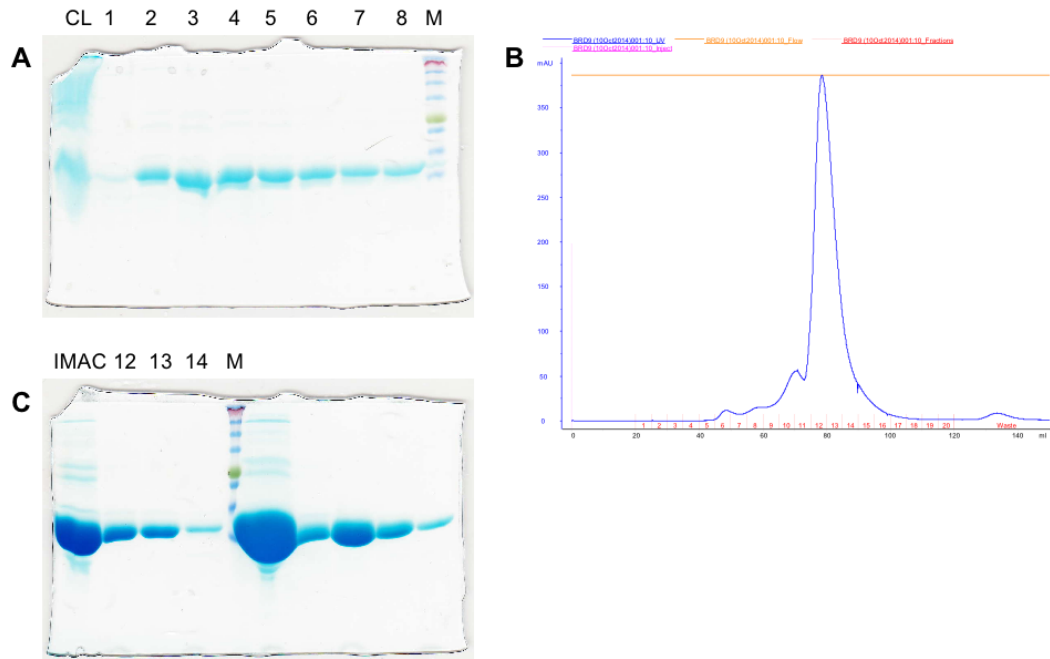 CL 1 2 3 4 5 6 7 8 M
A
B
BRD9 (10Oct2014)001:10_UV BRD9 (10Oct2014)001:10_Flow BRD9 (10Oct2014)001:10_Fractions
BRD9 (10Oct2014)001:10_Inject
mAU
350
300
250
200
150
100
50
0
1 2 3 4 5 6 7 8 9 10 11 12 13 14 15 16 17 18 19 20 Waste
0 20 40 60 80 100 120 140 ml
IMAC 12 13 14 M
C